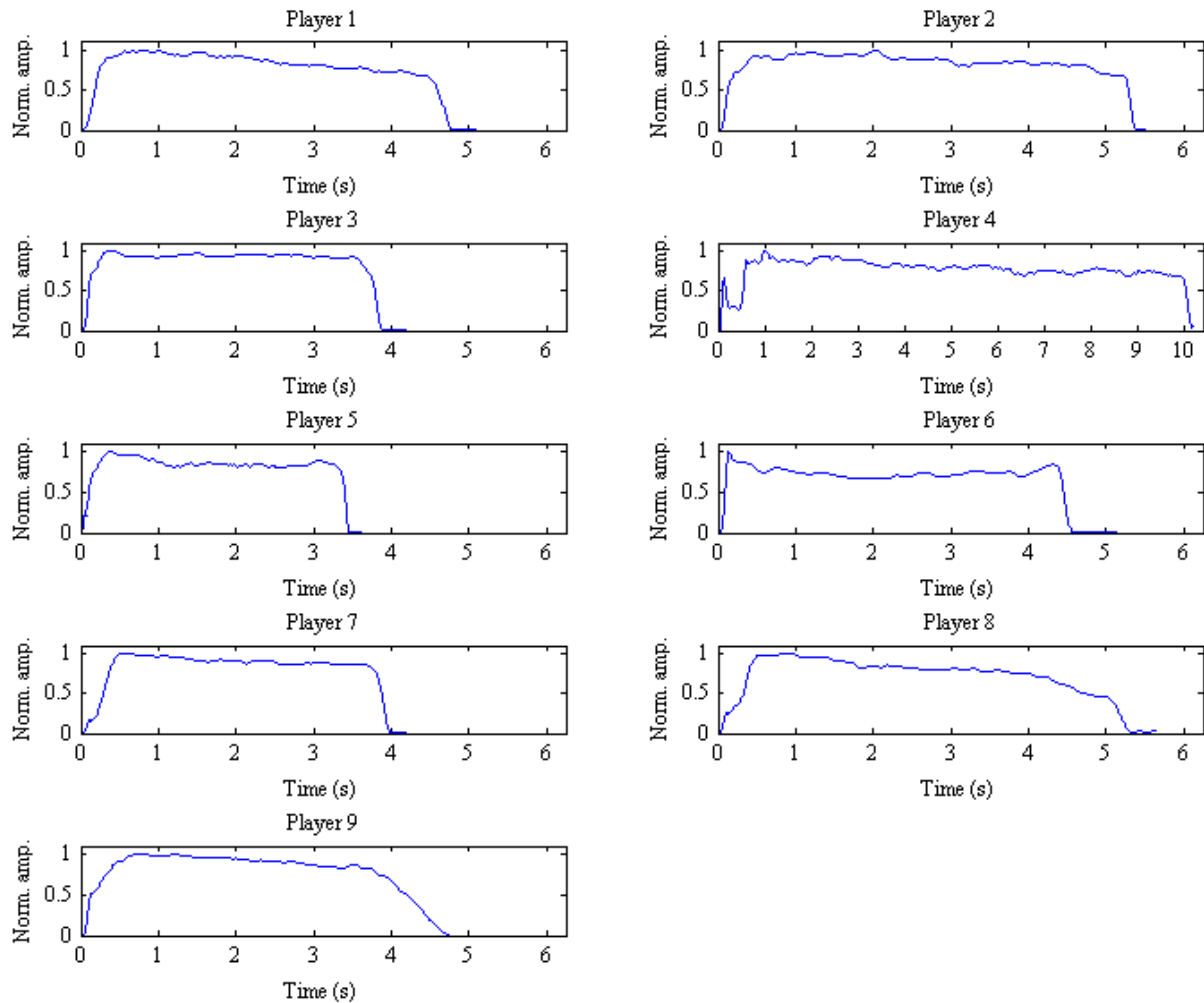 Player 1
Norm. amp.
1
0.5
0
0 1 2 3 4 5 6
Time (s)
Player 2
Norm. amp.
1
0.5
0
0 1 2 3 4 5 6
Time (s)
Player 3
Norm. amp.
1
0.5
0
0 1 2 3 4 5 6
Time (s)
Player 4
Norm. amp.
1
0.5
0
0 1 2 3 4 5 6 7 8 9 10
Time (s)
Player 5
Norm. amp.
1
0.5
0
0 1 2 3 4 5 6
Time (s)
Player 6
Norm. amp.
1
0.5
0
0 1 2 3 4 5 6
Time (s)
Player 7
Norm. amp.
1
0.5
0
0 1 2 3 4 5 6
Time (s)
Player 8
Norm. amp.
1
0.5
0
0 1 2 3 4 5 6
Time (s)
Player 9
Norm. amp.
1
0.5
0
0 1 2 3 4 5 6
Time (s)